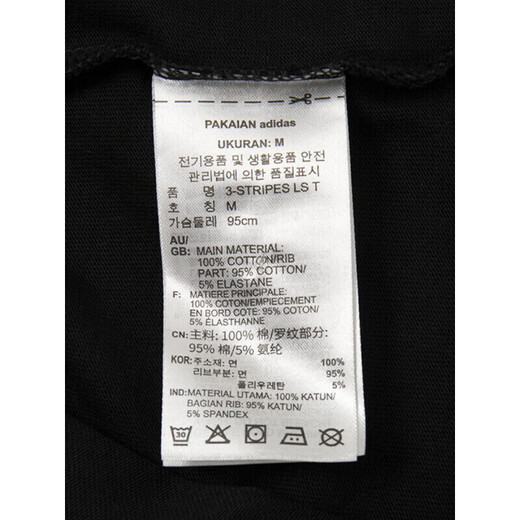 PAKAIAN adidas
UKURAN: M
전기용품 및 생활용품 안전
관리법에 의한 품질표시
품 명 3-STRIPES LS T
호 칭 M
가슴둘레 95cm
AU/
GB: MAIN MATERIAL:
100% COTTON/RIB
PART: 95% COTTON/
5% ELASTANE
F: MATIERE PRINCIPALE:
100% COTON/EMPIECEMENT
EN BORD COTE: 95% COTON/
5% ELASTHANNE
CN: 主料: 100% 棉/罗纹部分:
95% 棉/5% 氨纶
KOR: 주소재: 면 100%
리브부분: 면 95%
폴리우레탄 5%
IND: MATERIAL UTAMA: 100% KATUN/
BAGIAN RIB: 95% KATUN/
5% SPANDEX
30